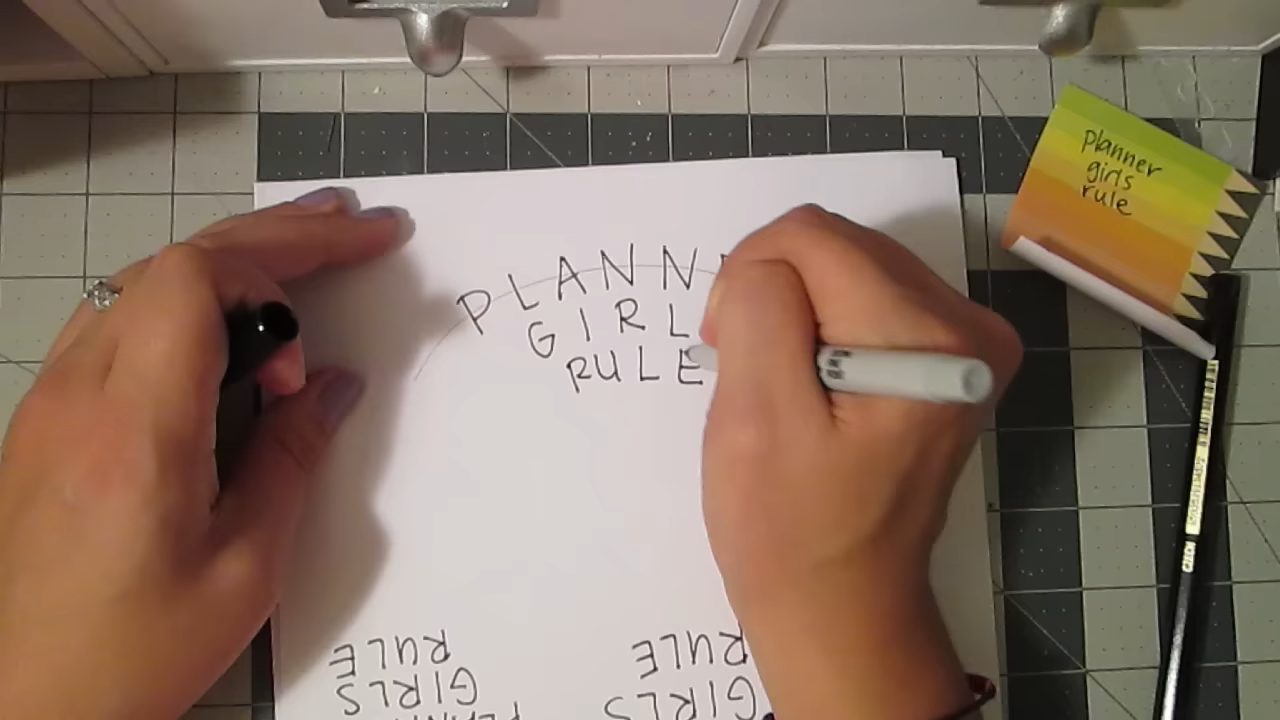 PLANN
GIRL
RULE
planner
girls
rule
RULE
GIRLS
RULE
GIRLS